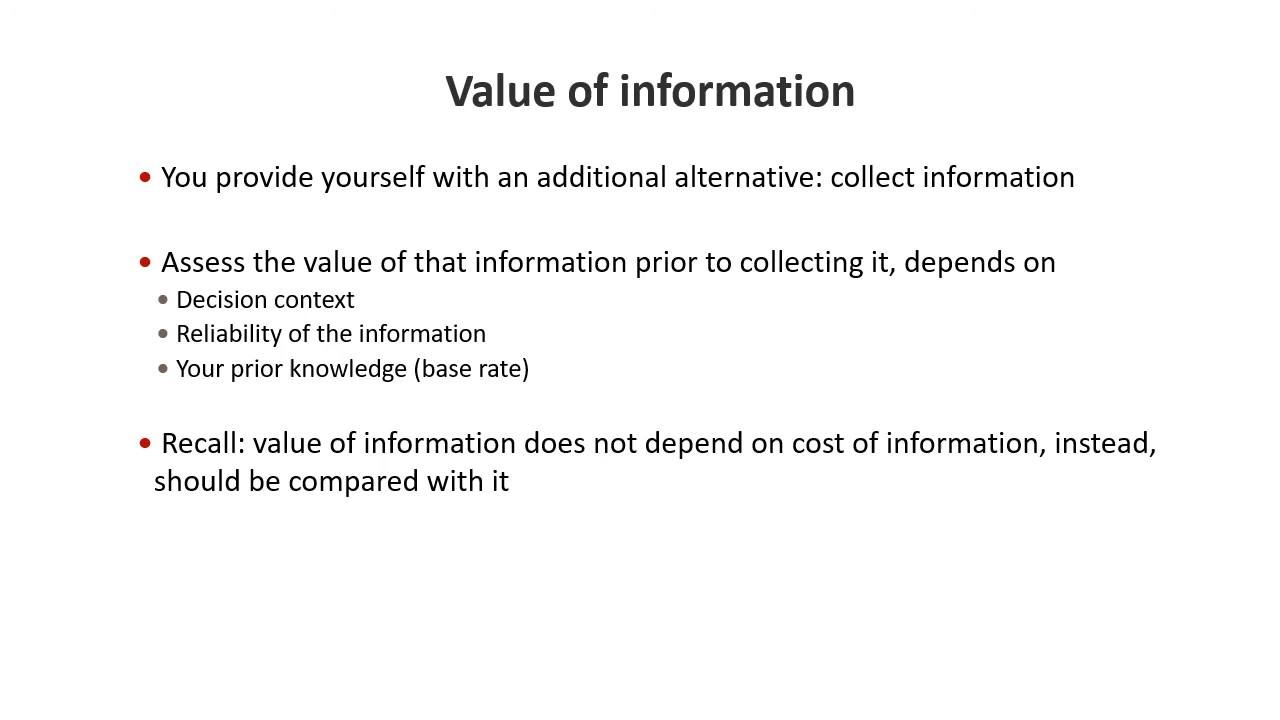 Value of information
• You provide yourself with an additional alternative: collect information
• Assess the value of that information prior to collecting it, depends on
• Decision context
• Reliability of the information
• Your prior knowledge (base rate)
• Recall: value of information does not depend on cost of information, instead,
should be compared with it